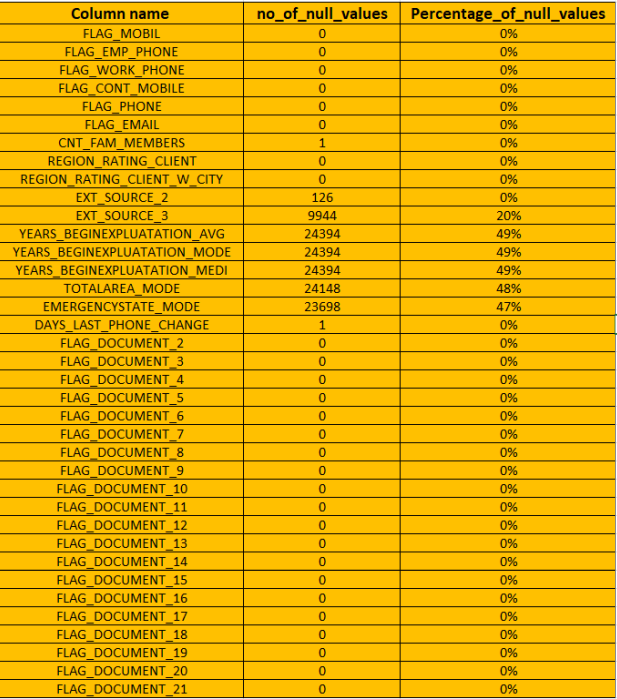 Column name no_of_null_values Percentage_of_null_values
FLAG_MOBIL 0 0%
FLAG_EMP_PHONE 0 0%
FLAG_WORK_PHONE 0 0%
FLAG_CONT_MOBILE 0 0%
FLAG_PHONE 0 0%
FLAG_EMAIL 0 0%
CNT_FAM_MEMBERS 1 0%
REGION_RATING_CLIENT 0 0%
REGION_RATING_CLIENT_W_CITY 0 0%
EXT_SOURCE_2 126 0%
EXT_SOURCE_3 9944 20%
YEARS_BEGINEXPLUATATION_AVG 24394 49%
YEARS_BEGINEXPLUATATION_MODE 24394 49%
YEARS_BEGINEXPLUATATION_MEDI 24394 49%
TOTALAREA_MODE 24148 48%
EMERGENCYSTATE_MODE 23698 47%
DAYS_LAST_PHONE_CHANGE 1 0%
FLAG_DOCUMENT_2 0 0%
FLAG_DOCUMENT_3 0 0%
FLAG_DOCUMENT_4 0 0%
FLAG_DOCUMENT_5 0 0%
FLAG_DOCUMENT_6 0 0%
FLAG_DOCUMENT_7 0 0%
FLAG_DOCUMENT_8 0 0%
FLAG_DOCUMENT_9 0 0%
FLAG_DOCUMENT_10 0 0%
FLAG_DOCUMENT_11 0 0%
FLAG_DOCUMENT_12 0 0%
FLAG_DOCUMENT_13 0 0%
FLAG_DOCUMENT_14 0 0%
FLAG_DOCUMENT_15 0 0%
FLAG_DOCUMENT_16 0 0%
FLAG_DOCUMENT_17 0 0%
FLAG_DOCUMENT_18 0 0%
FLAG_DOCUMENT_19 0 0%
FLAG_DOCUMENT_20 0 0%
FLAG_DOCUMENT_21 0 0%